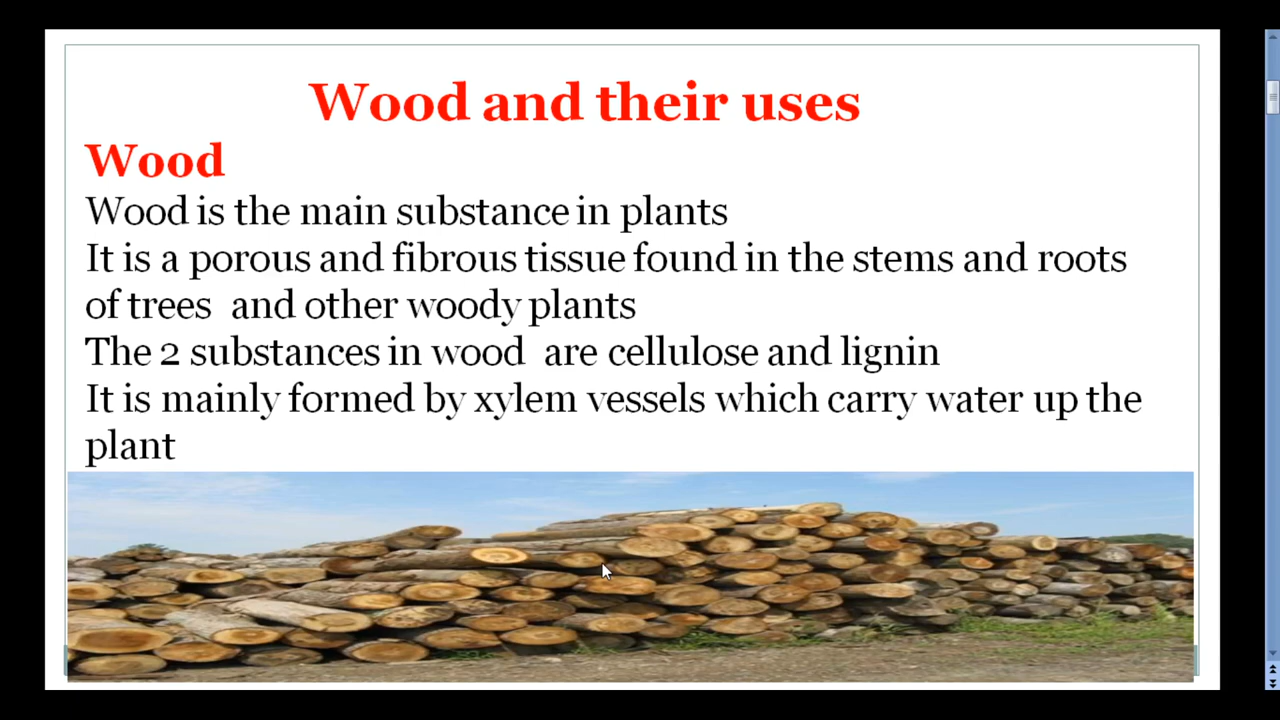 Wood and their uses
Wood
Wood is the main substance in plants
It is a porous and fibrous tissue found in the stems and roots
of trees and other woody plants
The 2 substances in wood are cellulose and lignin
It is mainly formed by xylem vessels which carry water up the
plant